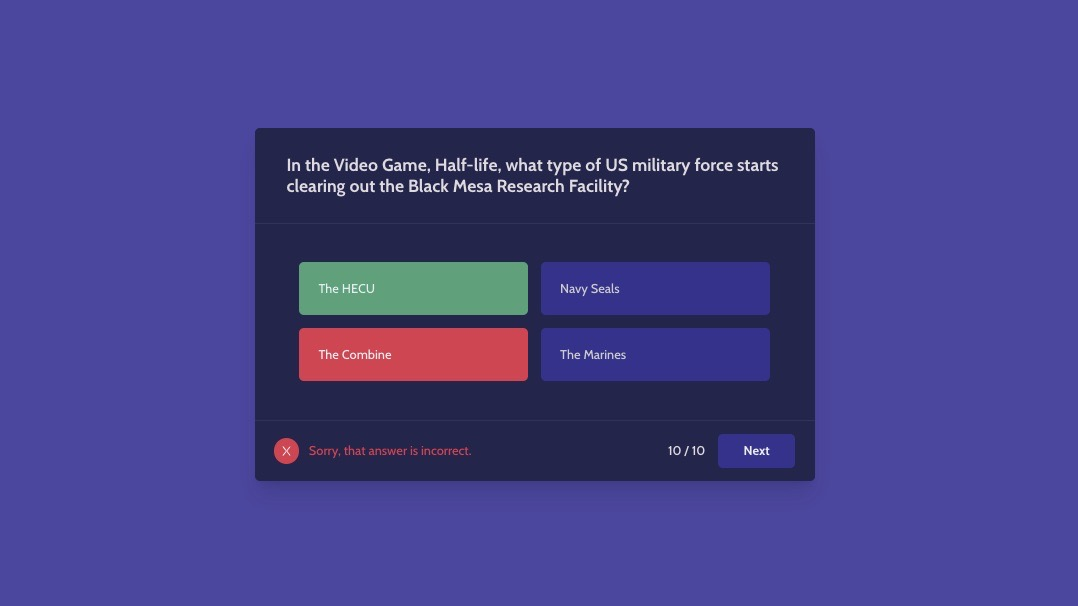 In the Video Game, Half-life, what type of US military force starts
clearing out the Black Mesa Research Facility?
The HECU
Navy Seals
The Combine
The Marines
X
Sorry, that answer is incorrect.
10 / 10
Next